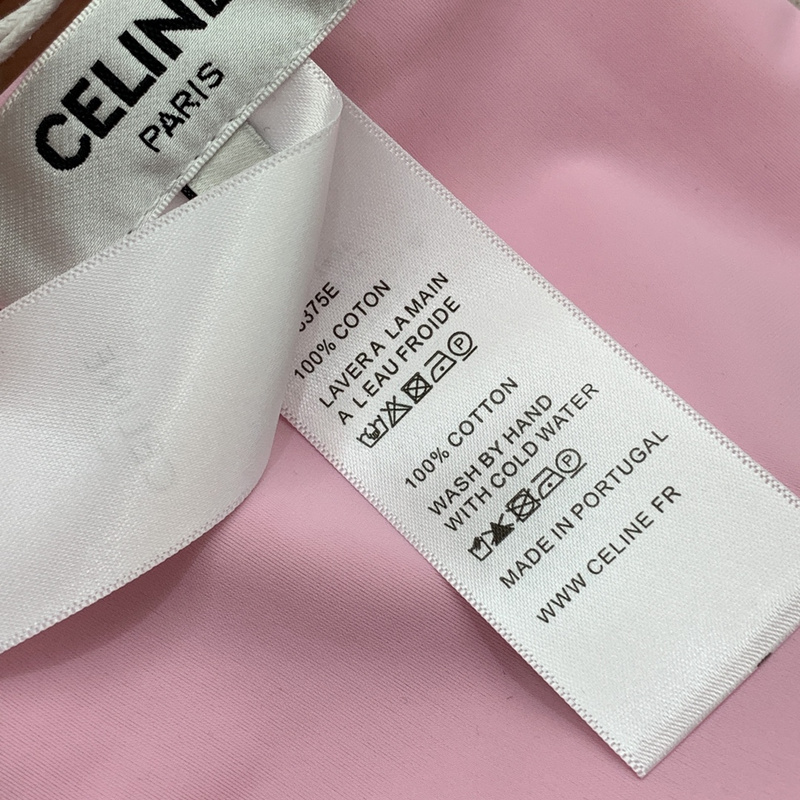 CELINE
PARIS
375E
100% COTON
LAVER A LA MAIN
A L EAU FROIDE
P
100% COTTON
WASH BY HAND
WITH COLD WATER
P
MADE IN PORTUGAL
WWW CELINE FR